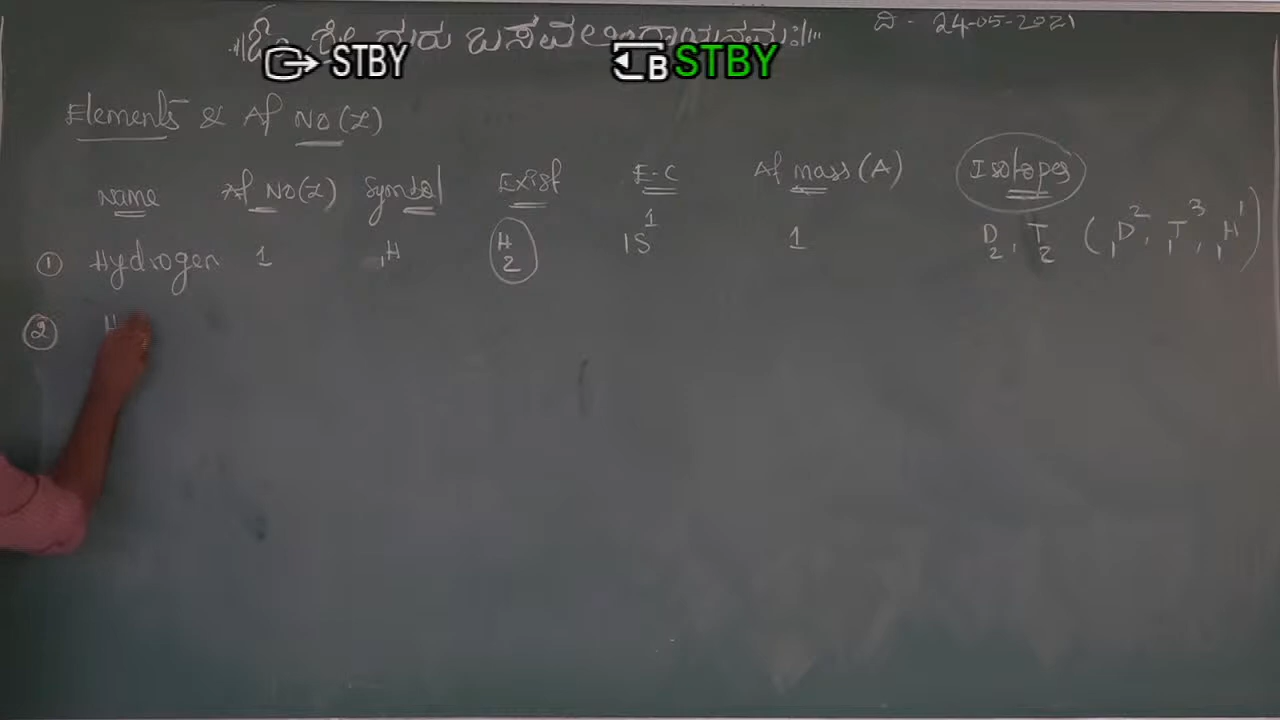 ದಿ - 24-05-2021
STBY B STBY
Elements & At NO(Z)
Name At NO(Z) Symbol Exist E-C At mass(A) Isotopes
① Hydrogen 1 ₁H H₂ 1S¹ 1 D₂, T₂ (₁D², ₁T³, ₁H¹)
② H